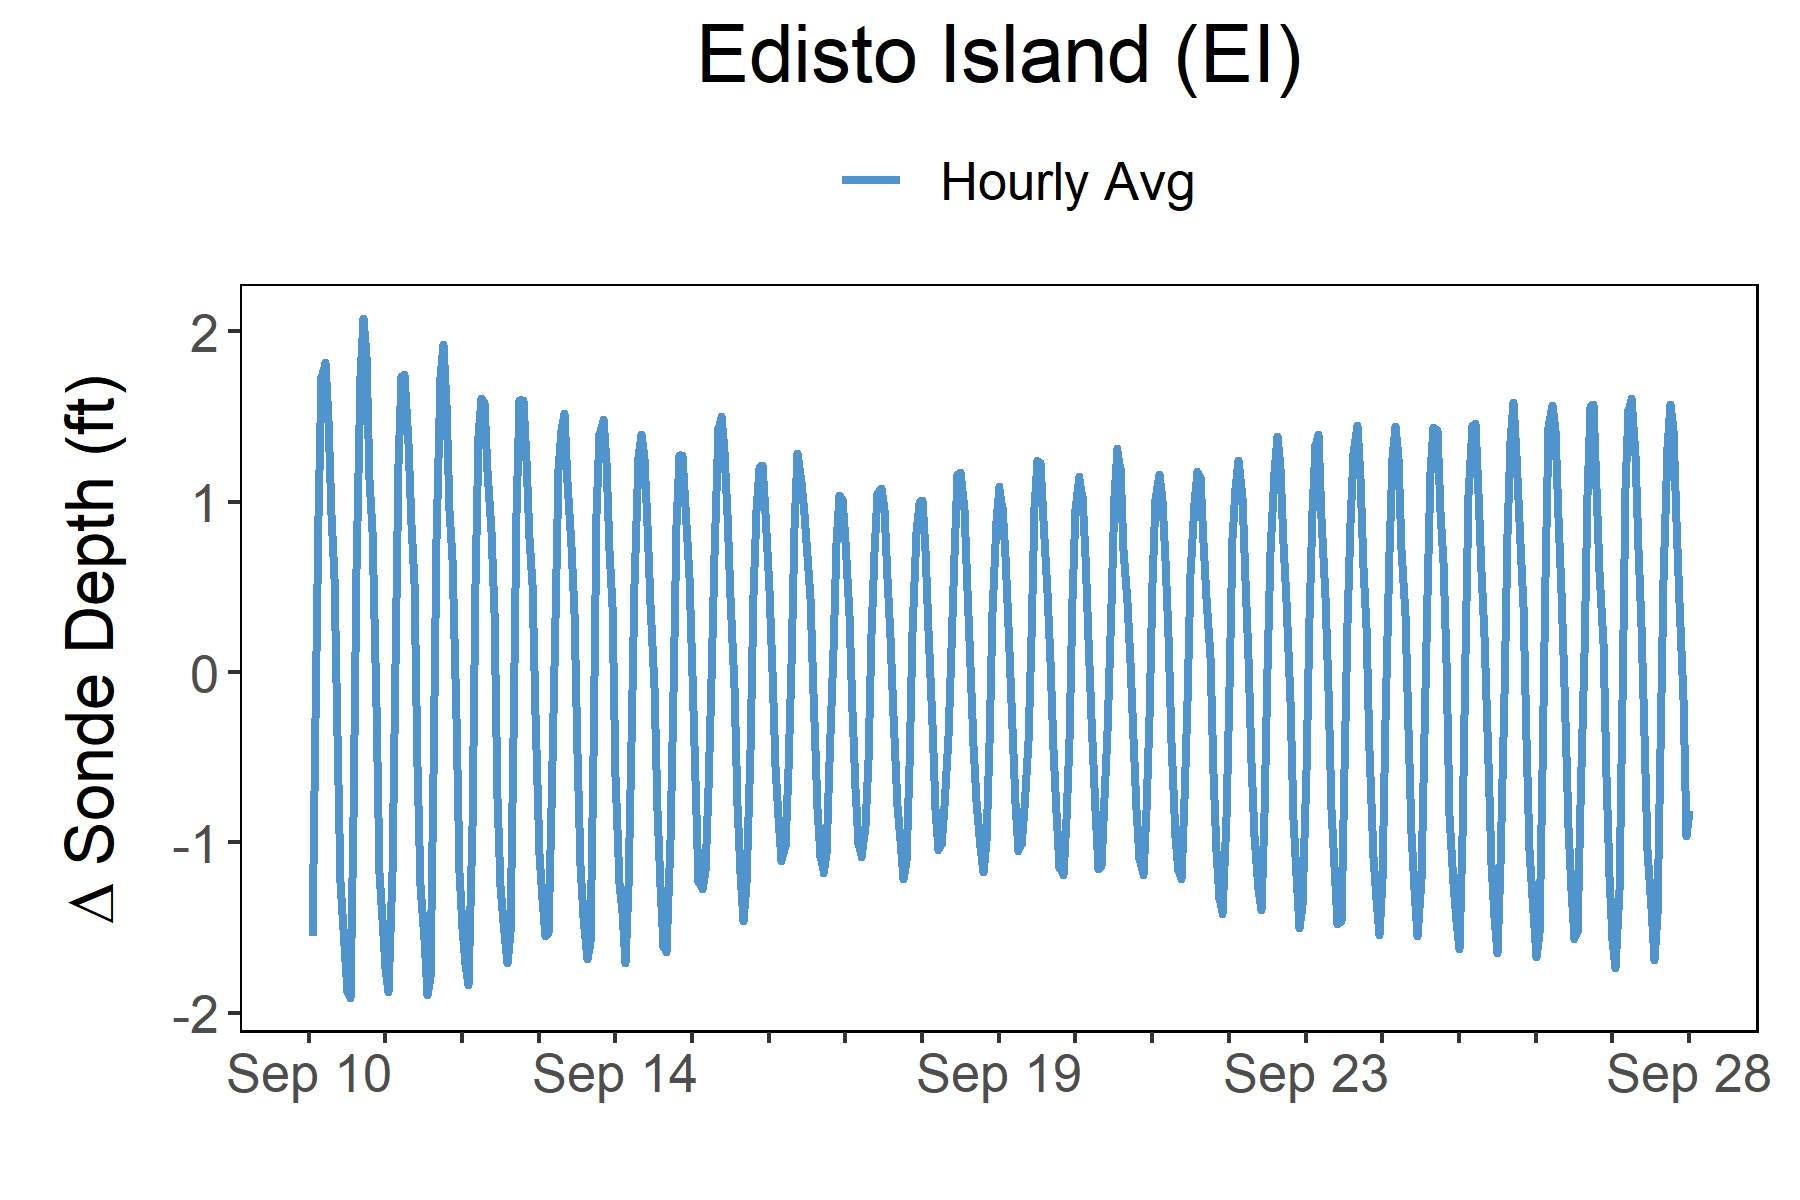 Edisto Island (EI)
Hourly Avg
Δ Sonde Depth (ft)
2
1
0
-1
-2
Sep 10 Sep 14 Sep 19 Sep 23 Sep 28